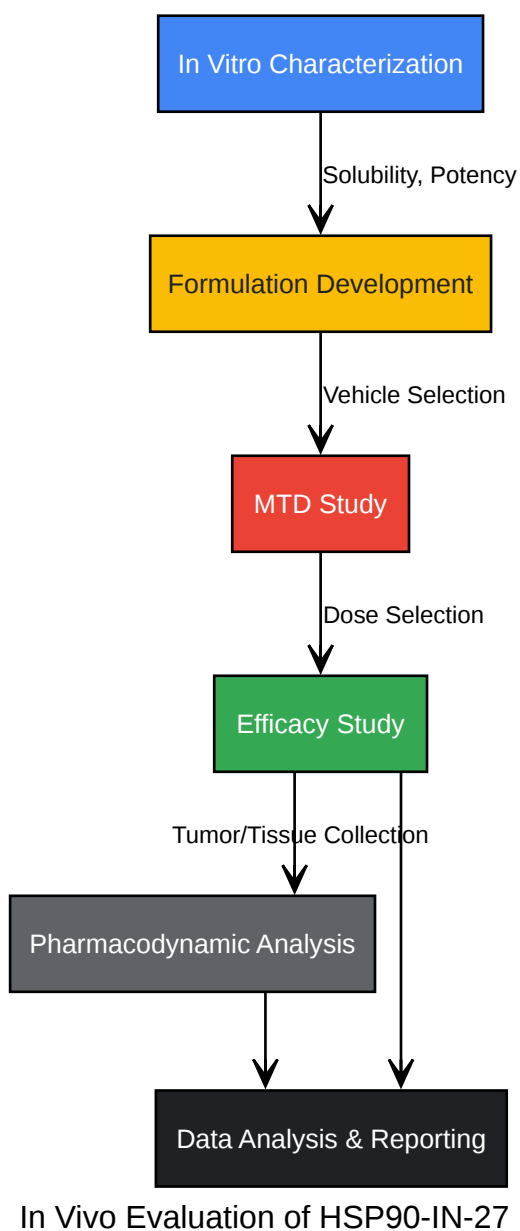 In Vitro Characterization
Solubility, Potency
Formulation Development
Vehicle Selection
MTD Study
Dose Selection
Efficacy Study
Tumor/Tissue Collection
Pharmacodynamic Analysis
Data Analysis & Reporting
In Vivo Evaluation of HSP90-IN-27